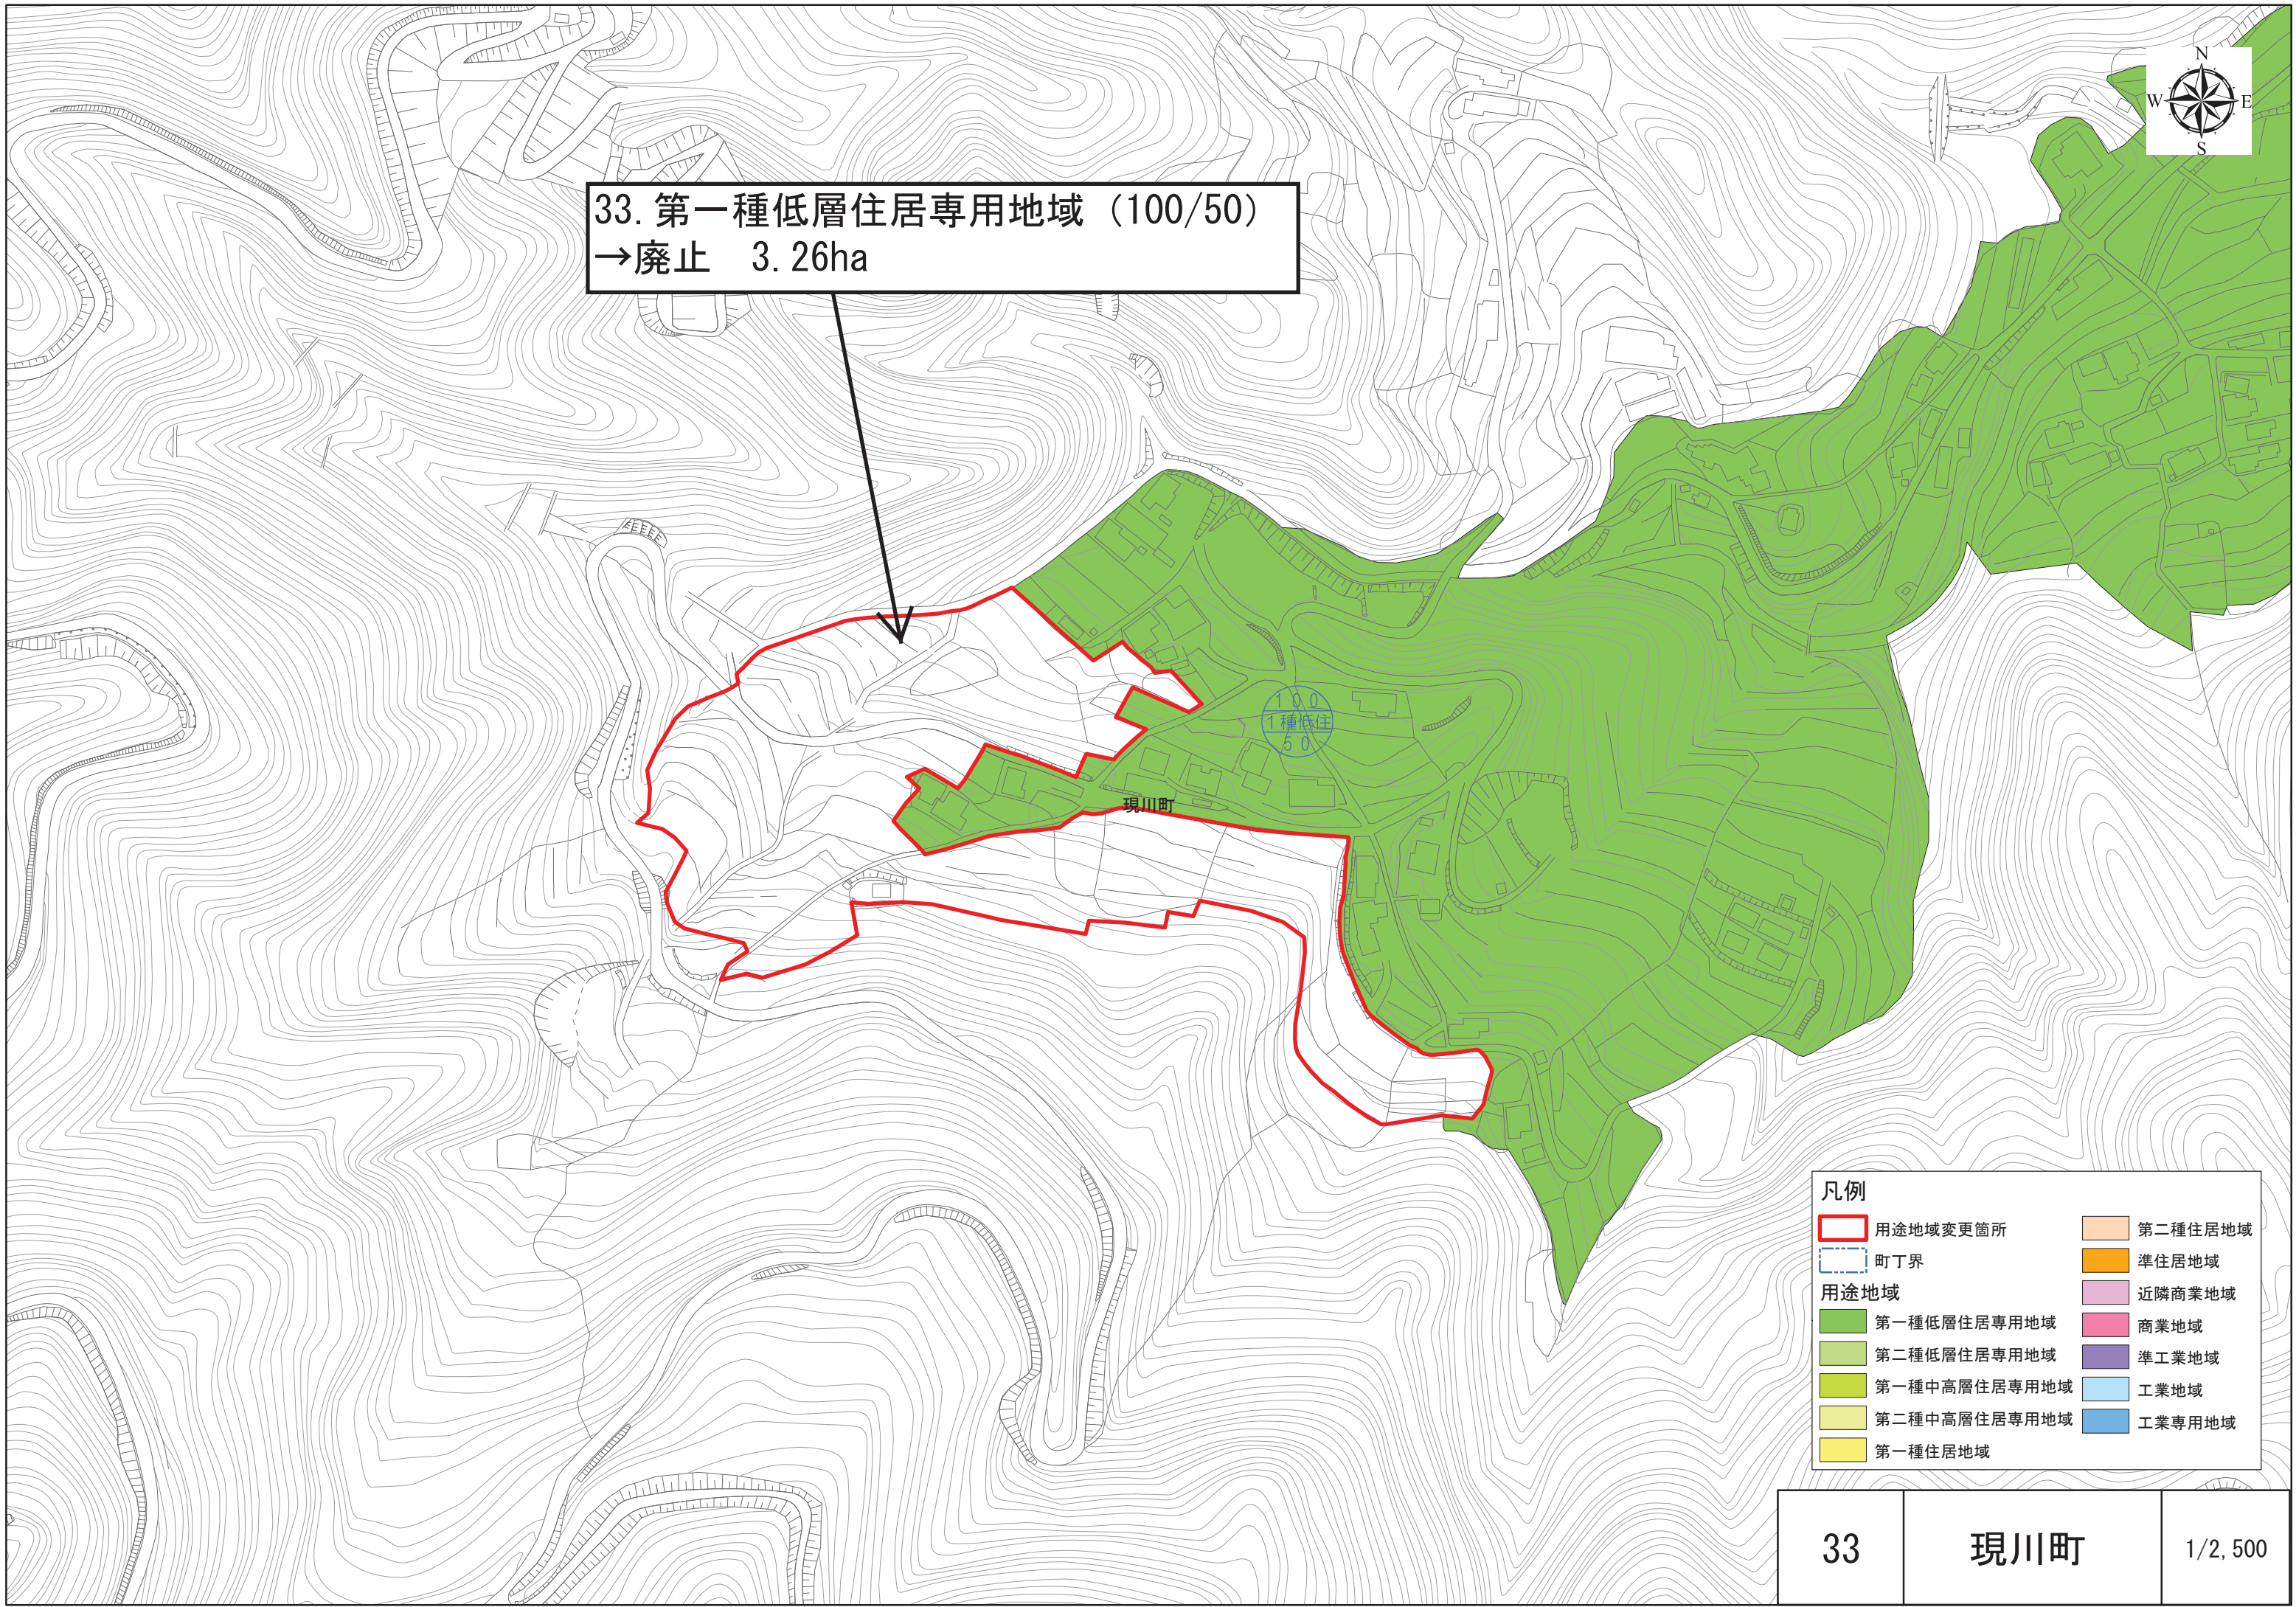 N
W E
S
33.第一種低層住居専用地域（100/50）
→廃止　3.26ha
100
1種低住
50
現川町
凡例
用途地域変更箇所
町丁界
用途地域
第一種低層住居専用地域
第二種低層住居専用地域
第一種中高層住居専用地域
第二種中高層住居専用地域
第一種住居地域
第二種住居地域
準住居地域
近隣商業地域
商業地域
準工業地域
工業地域
工業専用地域
33
現川町
1/2,500